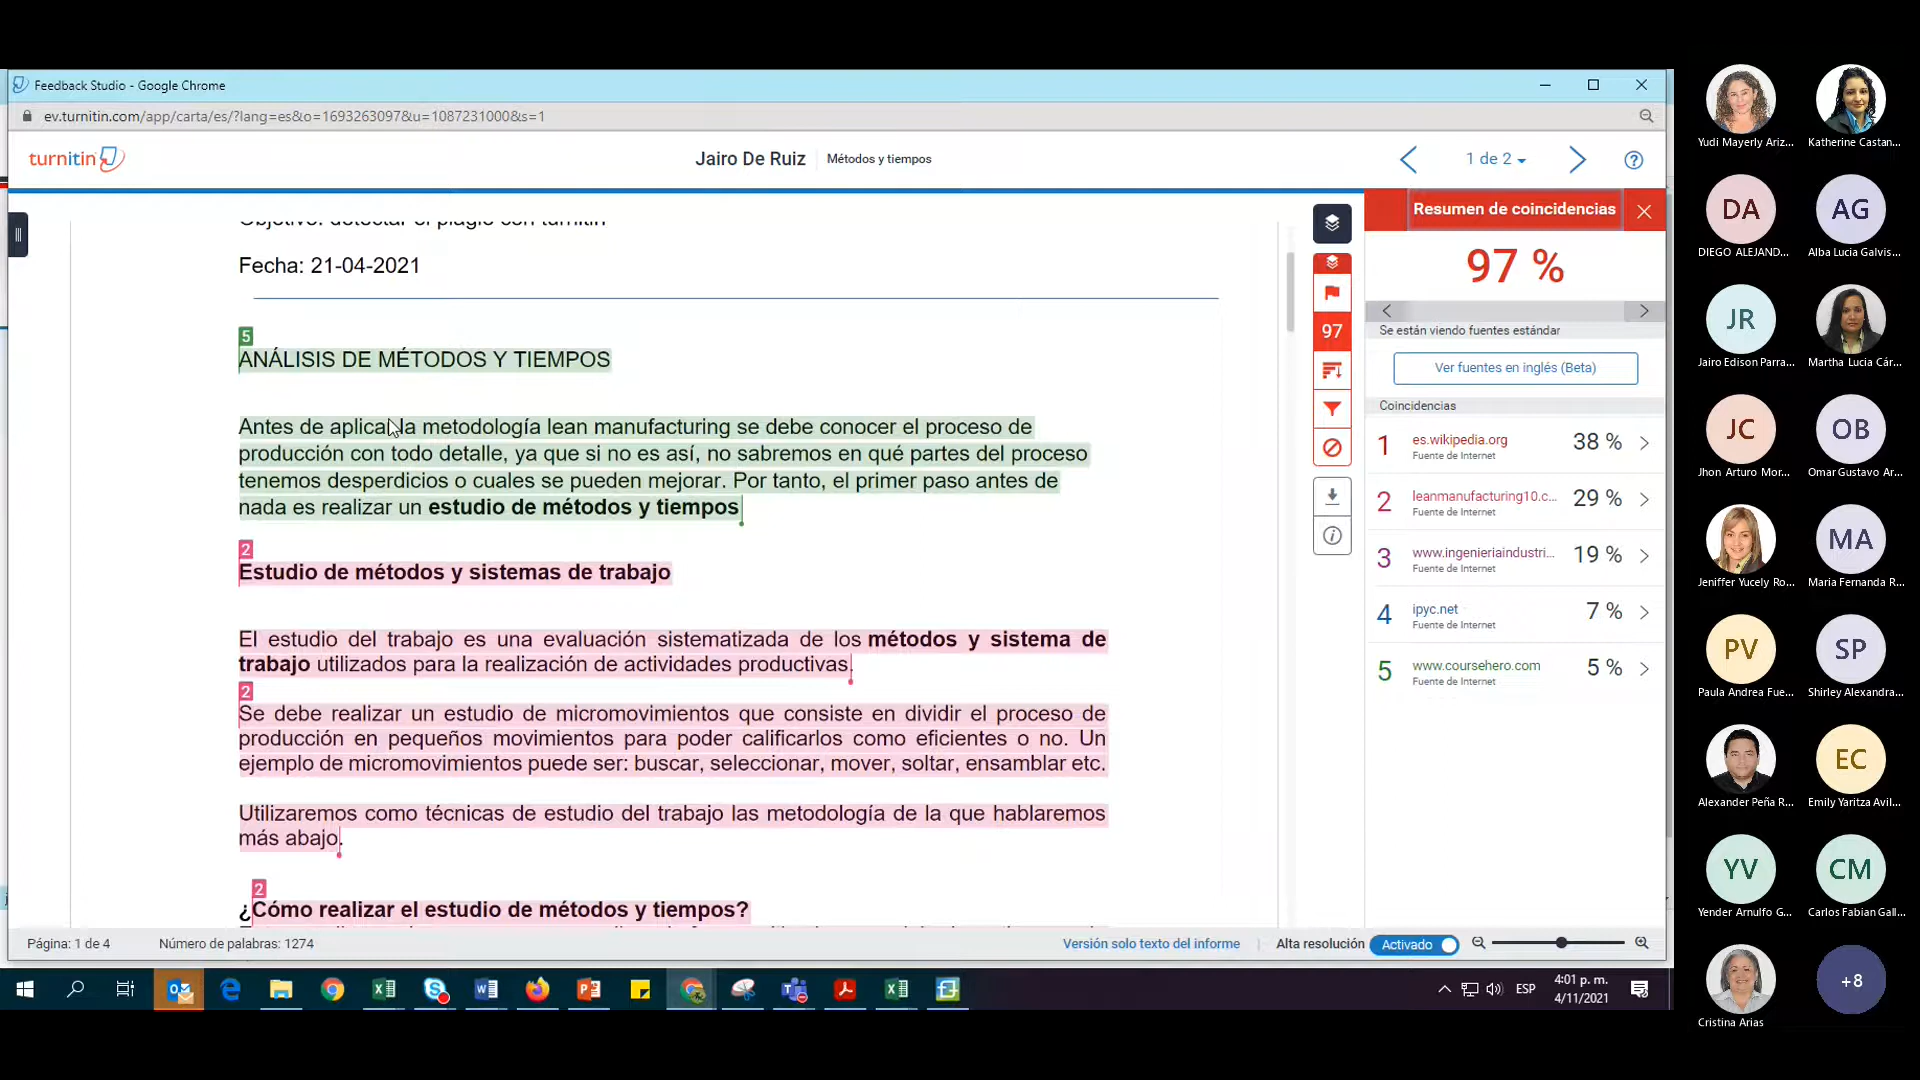 Feedback Studio - Google Chrome
ev.turnitin.com/app/carta/es/?lang=es&o=1693263097&u=1087231000&s=1
turnitin
Jairo De Ruiz
Métodos y tiempos
1 de 2
Objetivo: detectar el plagio con turnitin
Fecha: 21-04-2021
5
ANÁLISIS DE MÉTODOS Y TIEMPOS
Antes de aplicar la metodología lean manufacturing se debe conocer el proceso de
producción con todo detalle, ya que si no es así, no sabremos en qué partes del proceso
tenemos desperdicios o cuales se pueden mejorar. Por tanto, el primer paso antes de
nada es realizar un estudio de métodos y tiempos
2
Estudio de métodos y sistemas de trabajo
El estudio del trabajo es una evaluación sistematizada de los métodos y sistema de
trabajo utilizados para la realización de actividades productivas.
2
Se debe realizar un estudio de micromovimientos que consiste en dividir el proceso de
producción en pequeños movimientos para poder calificarlos como eficientes o no. Un
ejemplo de micromovimientos puede ser: buscar, seleccionar, mover, soltar, ensamblar etc.
Utilizaremos como técnicas de estudio del trabajo las metodología de la que hablaremos
más abajo.
2
¿Cómo realizar el estudio de métodos y tiempos?
97
Resumen de coincidencias
97 %
Se están viendo fuentes estándar
Ver fuentes en inglés (Beta)
Coincidencias
1 es.wikipedia.org 38 %
Fuente de Internet
2 leanmanufacturing10.c... 29 %
Fuente de Internet
3 www.ingenieriaindustri... 19 %
Fuente de Internet
4 ipyc.net 7 %
Fuente de Internet
5 www.coursehero.com 5 %
Fuente de Internet
Página: 1 de 4
Número de palabras: 1274
Versión solo texto del informe
Alta resolución
Activado
ESP
4:01 p. m.
4/11/2021
Yudi Mayerly Ariz...
Katherine Castan...
DA
DIEGO ALEJAND...
AG
Alba Lucia Galvis...
JR
Jairo Edison Parra...
Martha Lucia Cár...
JC
Jhon Arturo Mor...
OB
Omar Gustavo Ar...
Jeniffer Yucely Ro...
MA
Maria Fernanda R...
PV
Paula Andrea Fue...
SP
Shirley Alexandra...
Alexander Peña R...
EC
Emily Yaritza Avil...
YV
Yender Arnulfo G...
CM
Carlos Fabian Gall...
Cristina Arias
+8